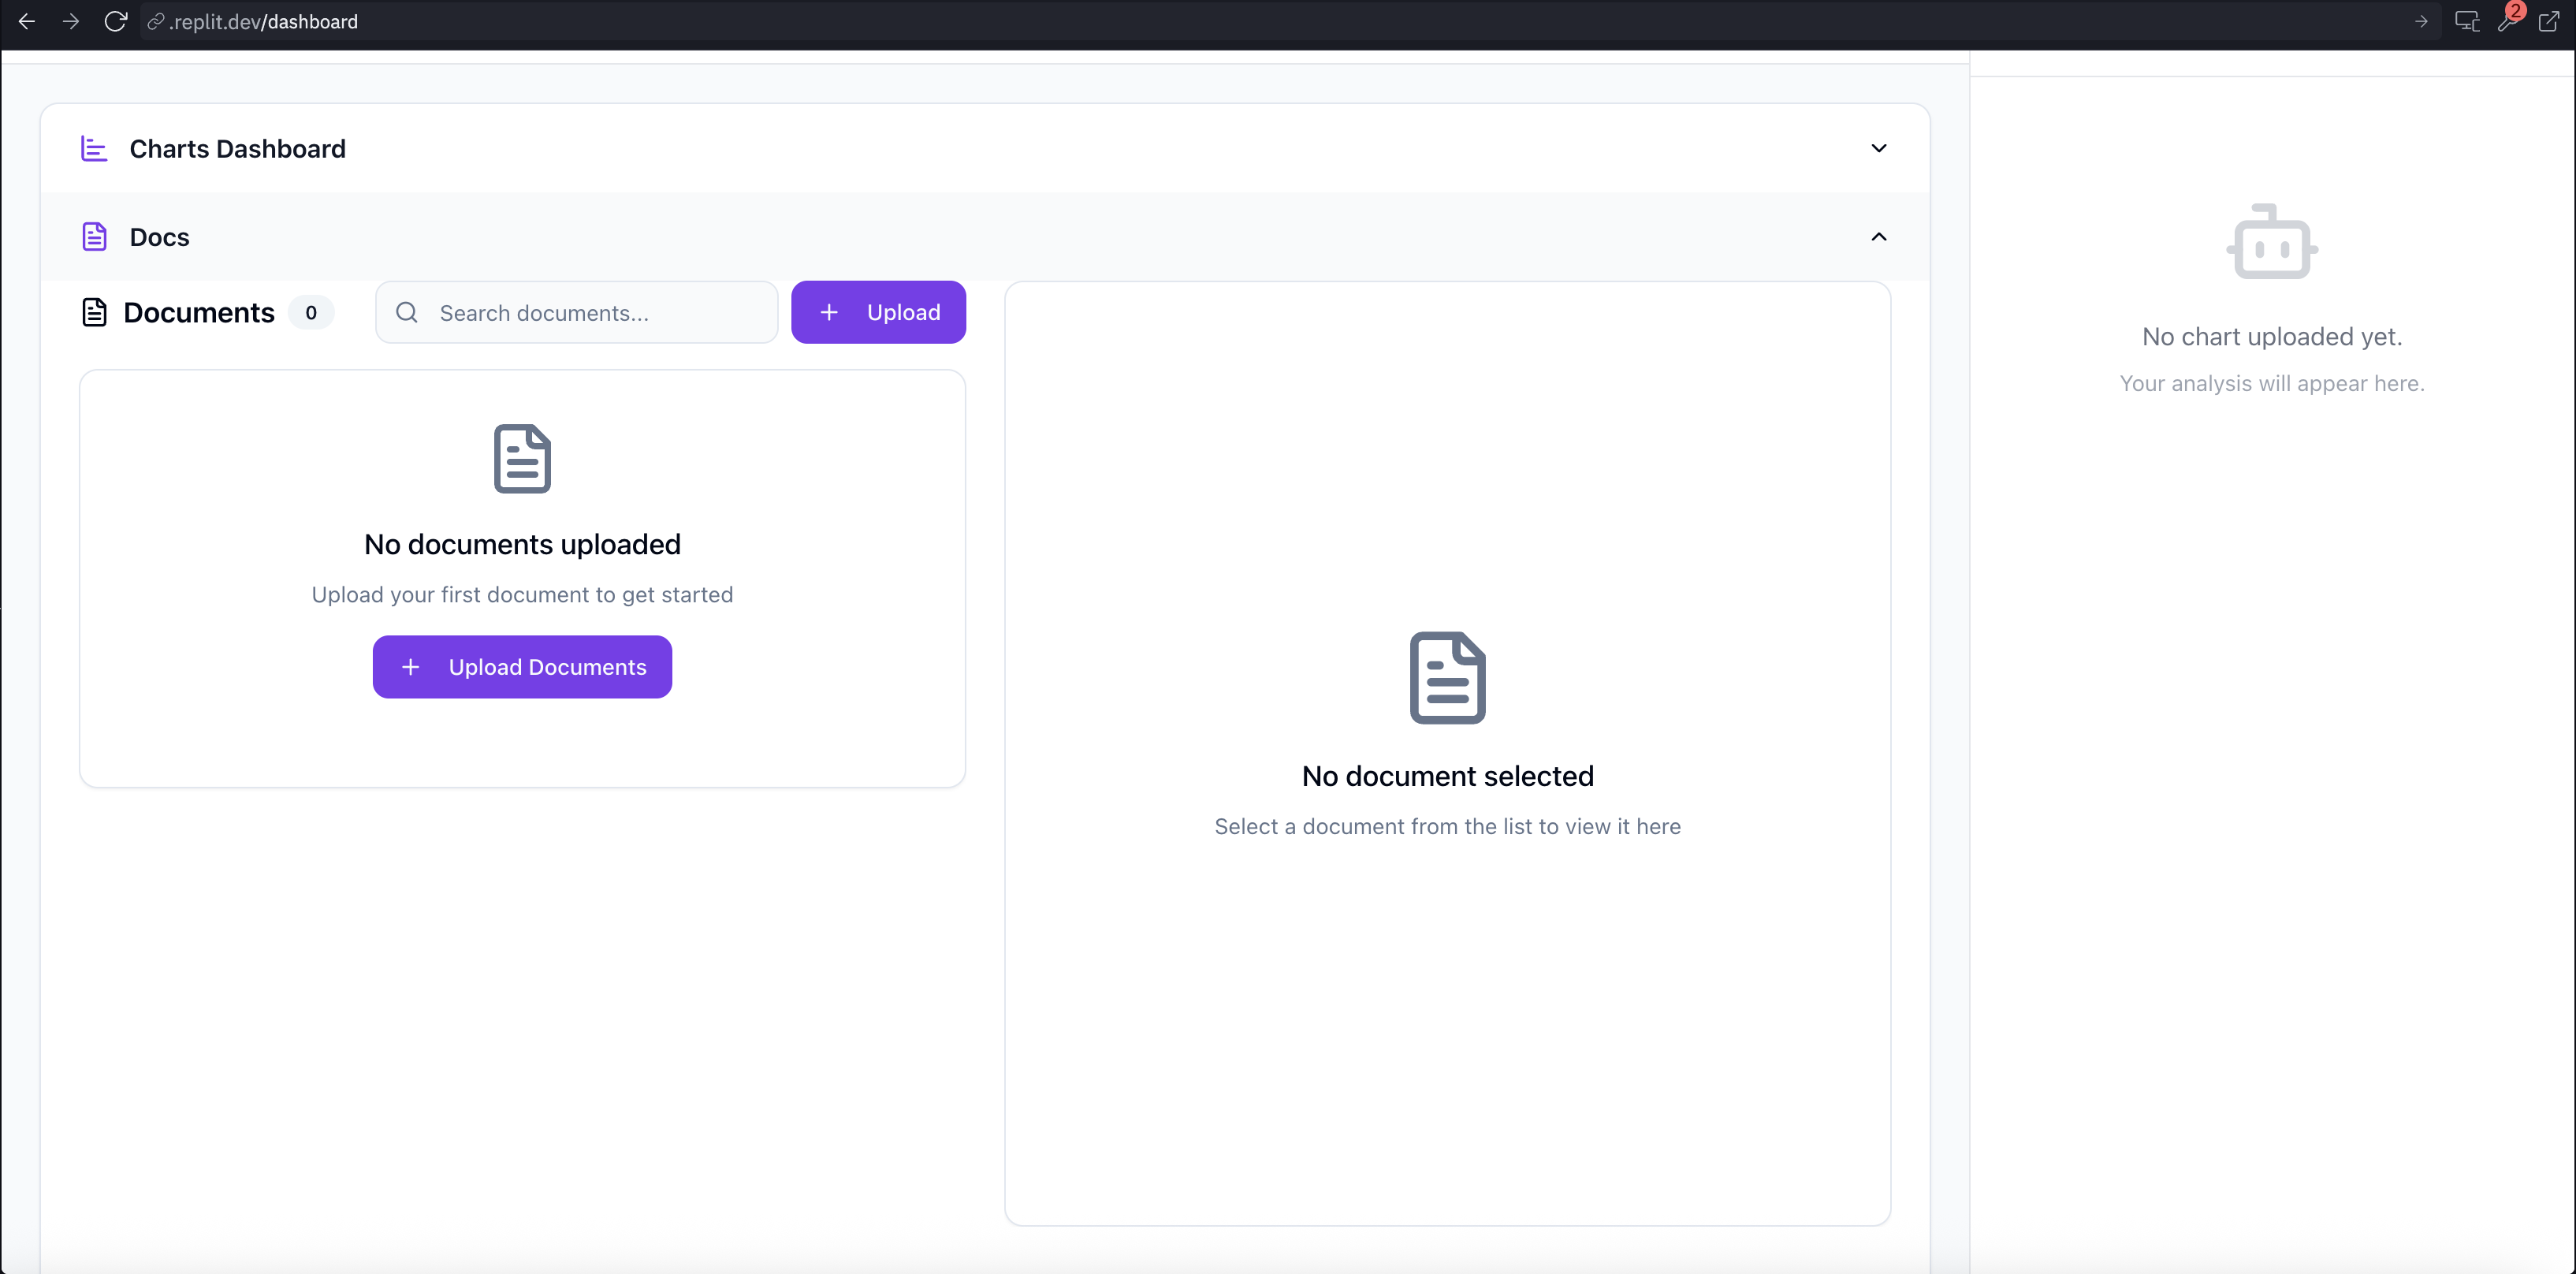 .replit.dev/dashboard
2
Charts Dashboard
Docs
Documents 0
Search documents...
Upload
No documents uploaded
Upload your first document to get started
Upload Documents
No document selected
Select a document from the list to view it here
No chart uploaded yet.
Your analysis will appear here.